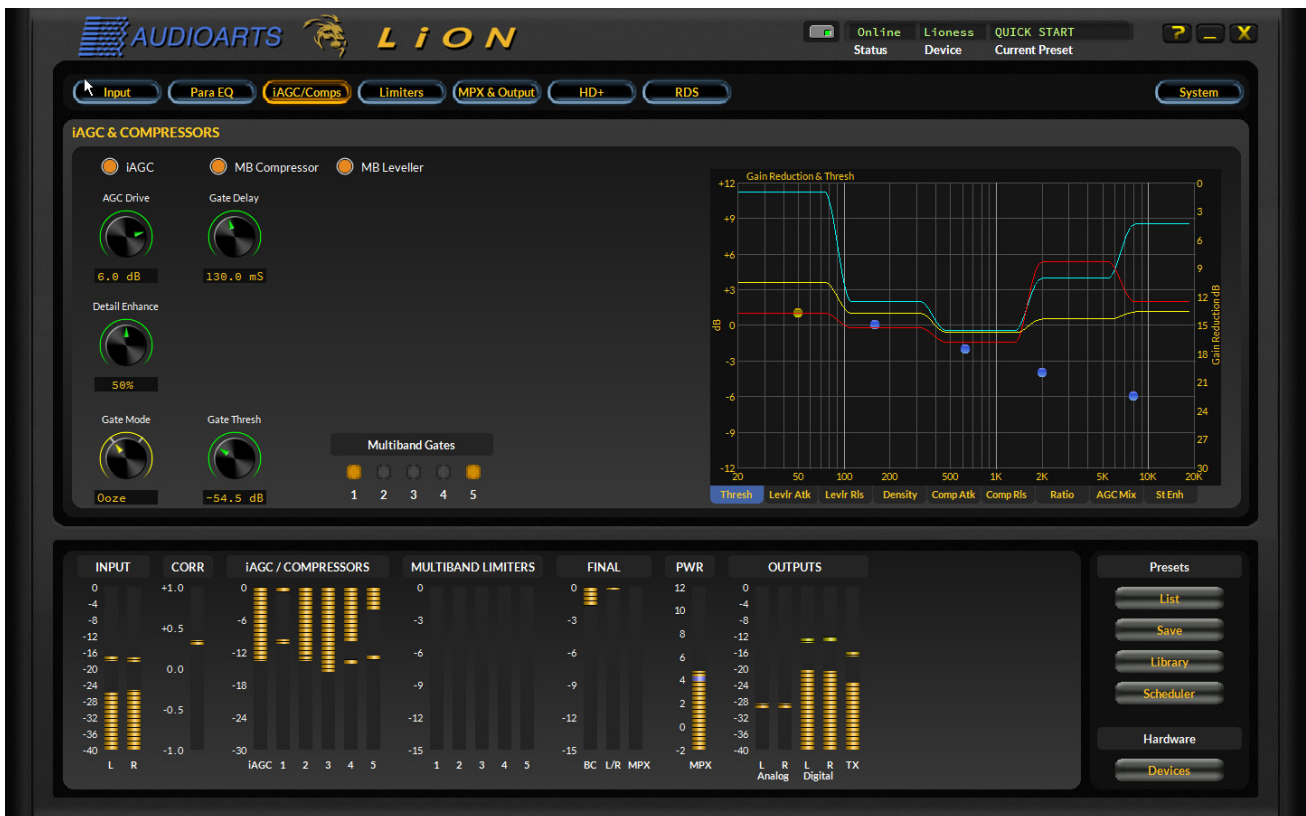 AUDIOARTS LiON
Online Lioness QUICK START
Status Device Current Preset
? _ X
Input Para EQ iAGC/Comps Limiters MPX & Output HD+ RDS System
iAGC & COMPRESSORS
iAGC MB Compressor MB Leveller
AGC Drive Gate Delay
6.0 dB 130.0 mS
Detail Enhance
50%
Gate Mode Gate Thresh
Ooze -54.5 dB
Multiband Gates
1 2 3 4 5
Gain Reduction & Thresh
+12 0
+9 3
+6 6
9
+3 12
dB 0 15 Gain Reduction dB
-3 18
21
-6 24
-9 27
-12 30
20 50 100 200 500 1K 2K 5K 10K 20K
Thresh Levlr Atk Levlr Rls Density Comp Atk Comp Rls Ratio AGC Mix St Enh
INPUT
0
-4
-8
-12
-16
-20
-24
-28
-32
-36
-40
L R
CORR
+1.0
+0.5
0.0
-0.5
-1.0
iAGC / COMPRESSORS
0
-6
-12
-18
-24
-30
iAGC 1 2 3 4 5
MULTIBAND LIMITERS
0
-3
-6
-9
-12
-15
1 2 3 4 5
FINAL
0
-3
-6
-9
-12
-15
BC L/R MPX
PWR
12
10
8
6
4
2
0
-2
MPX
OUTPUTS
0
-4
-8
-12
-16
-20
-24
-28
-32
-36
-40
L R L R TX
Analog Digital
Presets
List
Save
Library
Scheduler
Hardware
Devices